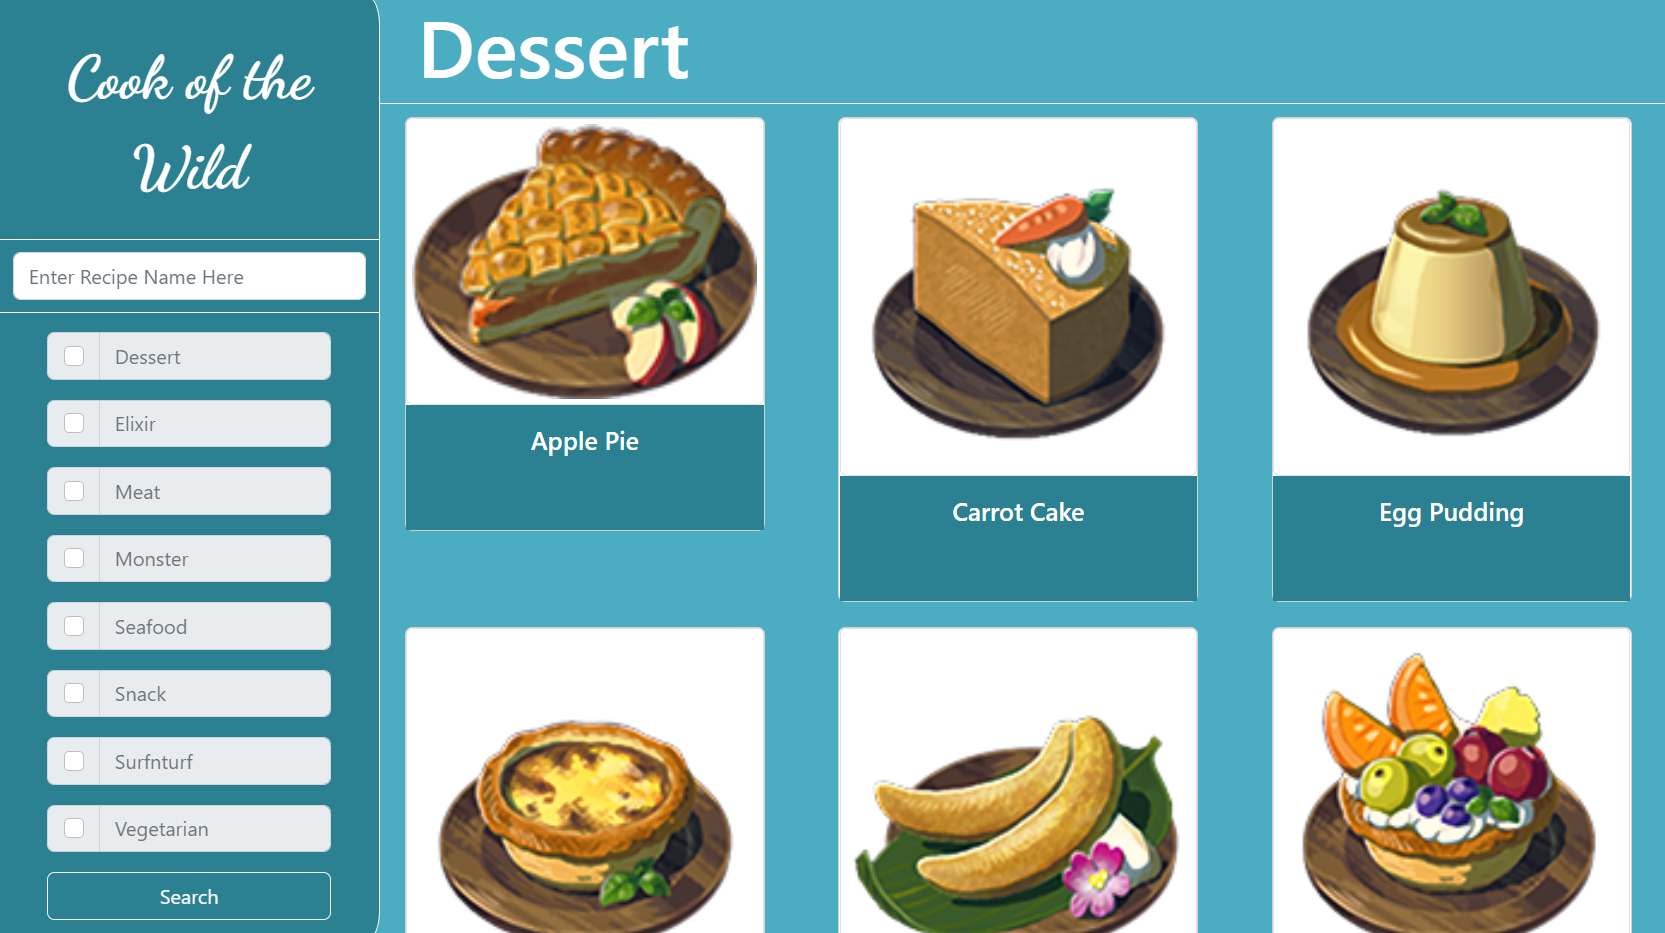 Cook of the
Wild
Enter Recipe Name Here
Dessert
Elixir
Meat
Monster
Seafood
Snack
Surfnturf
Vegetarian
Search
Dessert
Apple Pie
Carrot Cake
Egg Pudding